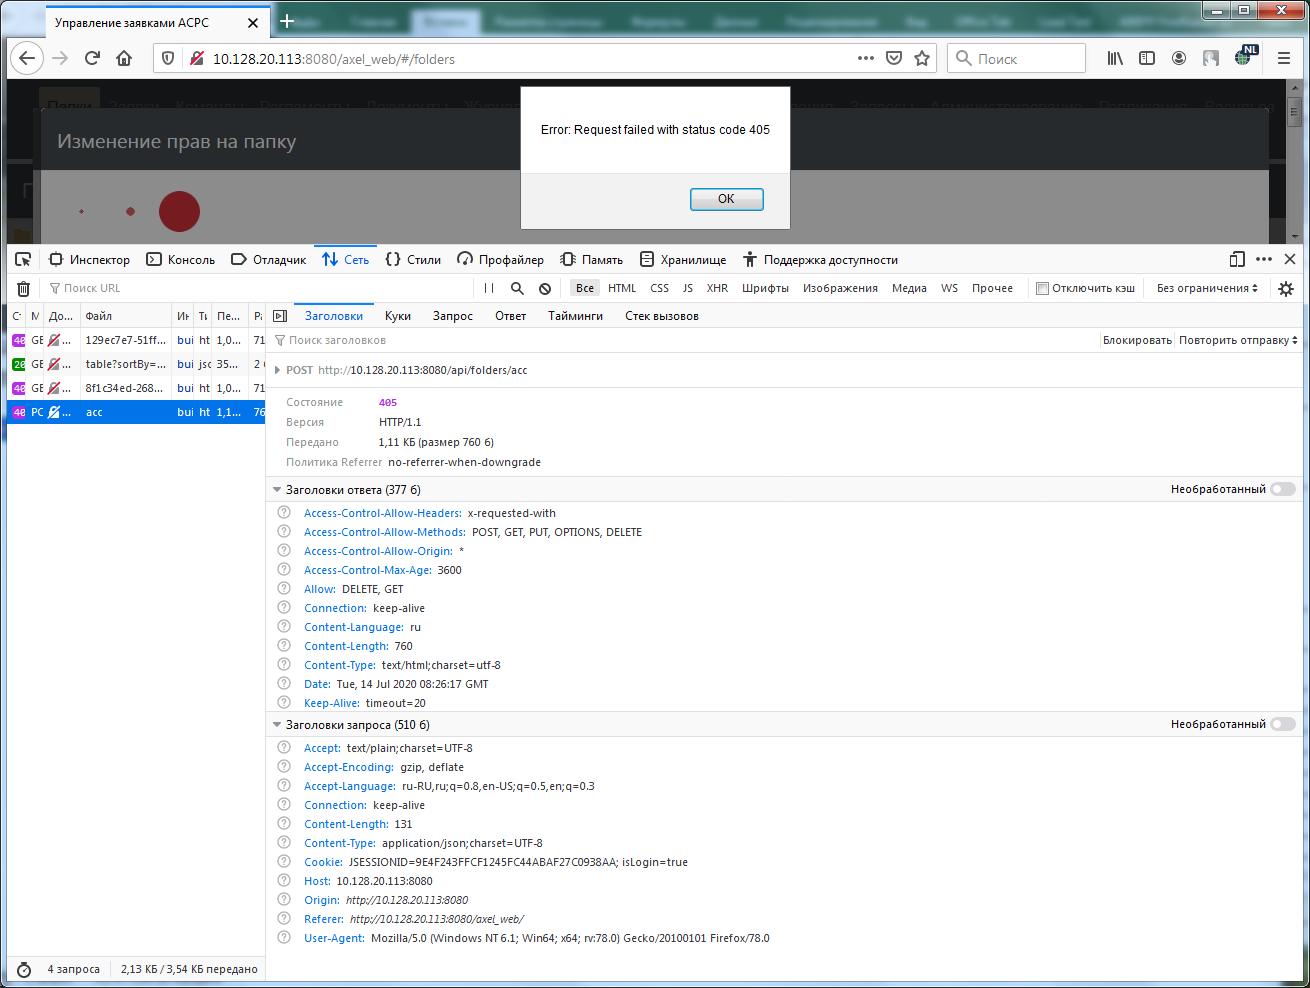 Управление заявками АСРС
10.128.20.113:8080/axel_web/#/folders
Поиск
NL
Папки
Изменение прав на папку
Error: Request failed with status code 405
OK
Инспектор Консоль Отладчик Сеть Стили Профайлер Память Хранилище Поддержка доступности
Поиск URL
Все HTML CSS JS XHR Шрифты Изображения Медиа WS Прочее
Отключить кэш
Без ограничения
С М До... Файл Ин Ти Пе... Ра
Заголовки Куки Запрос Ответ Тайминги Стек вызовов
40 GE ... 129ec7e7-51ff... bui ht 1,0... 71
20 GE ... table?sortBy=... bui jsc 35... 2
40 GE ... 8f1c34ed-268... bui ht 1,0... 71
40 PC ... acc bui ht 1,1... 76
Поиск заголовков
Блокировать Повторить отправку
POST http://10.128.20.113:8080/api/folders/acc
Состояние 405
Версия HTTP/1.1
Передано 1,11 КБ (размер 760 б)
Политика Referrer no-referrer-when-downgrade
Заголовки ответа (377 б) Необработанный
Access-Control-Allow-Headers: x-requested-with
Access-Control-Allow-Methods: POST, GET, PUT, OPTIONS, DELETE
Access-Control-Allow-Origin: *
Access-Control-Max-Age: 3600
Allow: DELETE, GET
Connection: keep-alive
Content-Language: ru
Content-Length: 760
Content-Type: text/html;charset=utf-8
Date: Tue, 14 Jul 2020 08:26:17 GMT
Keep-Alive: timeout=20
Заголовки запроса (510 б) Необработанный
Accept: text/plain;charset=UTF-8
Accept-Encoding: gzip, deflate
Accept-Language: ru-RU,ru;q=0.8,en-US;q=0.5,en;q=0.3
Connection: keep-alive
Content-Length: 131
Content-Type: application/json;charset=UTF-8
Cookie: JSESSIONID=9E4F243FFCF1245FC44ABAF27C0938AA; isLogin=true
Host: 10.128.20.113:8080
Origin: http://10.128.20.113:8080
Referer: http://10.128.20.113:8080/axel_web/
User-Agent: Mozilla/5.0 (Windows NT 6.1; Win64; x64; rv:78.0) Gecko/20100101 Firefox/78.0
4 запроса 2,13 КБ / 3,54 КБ передано